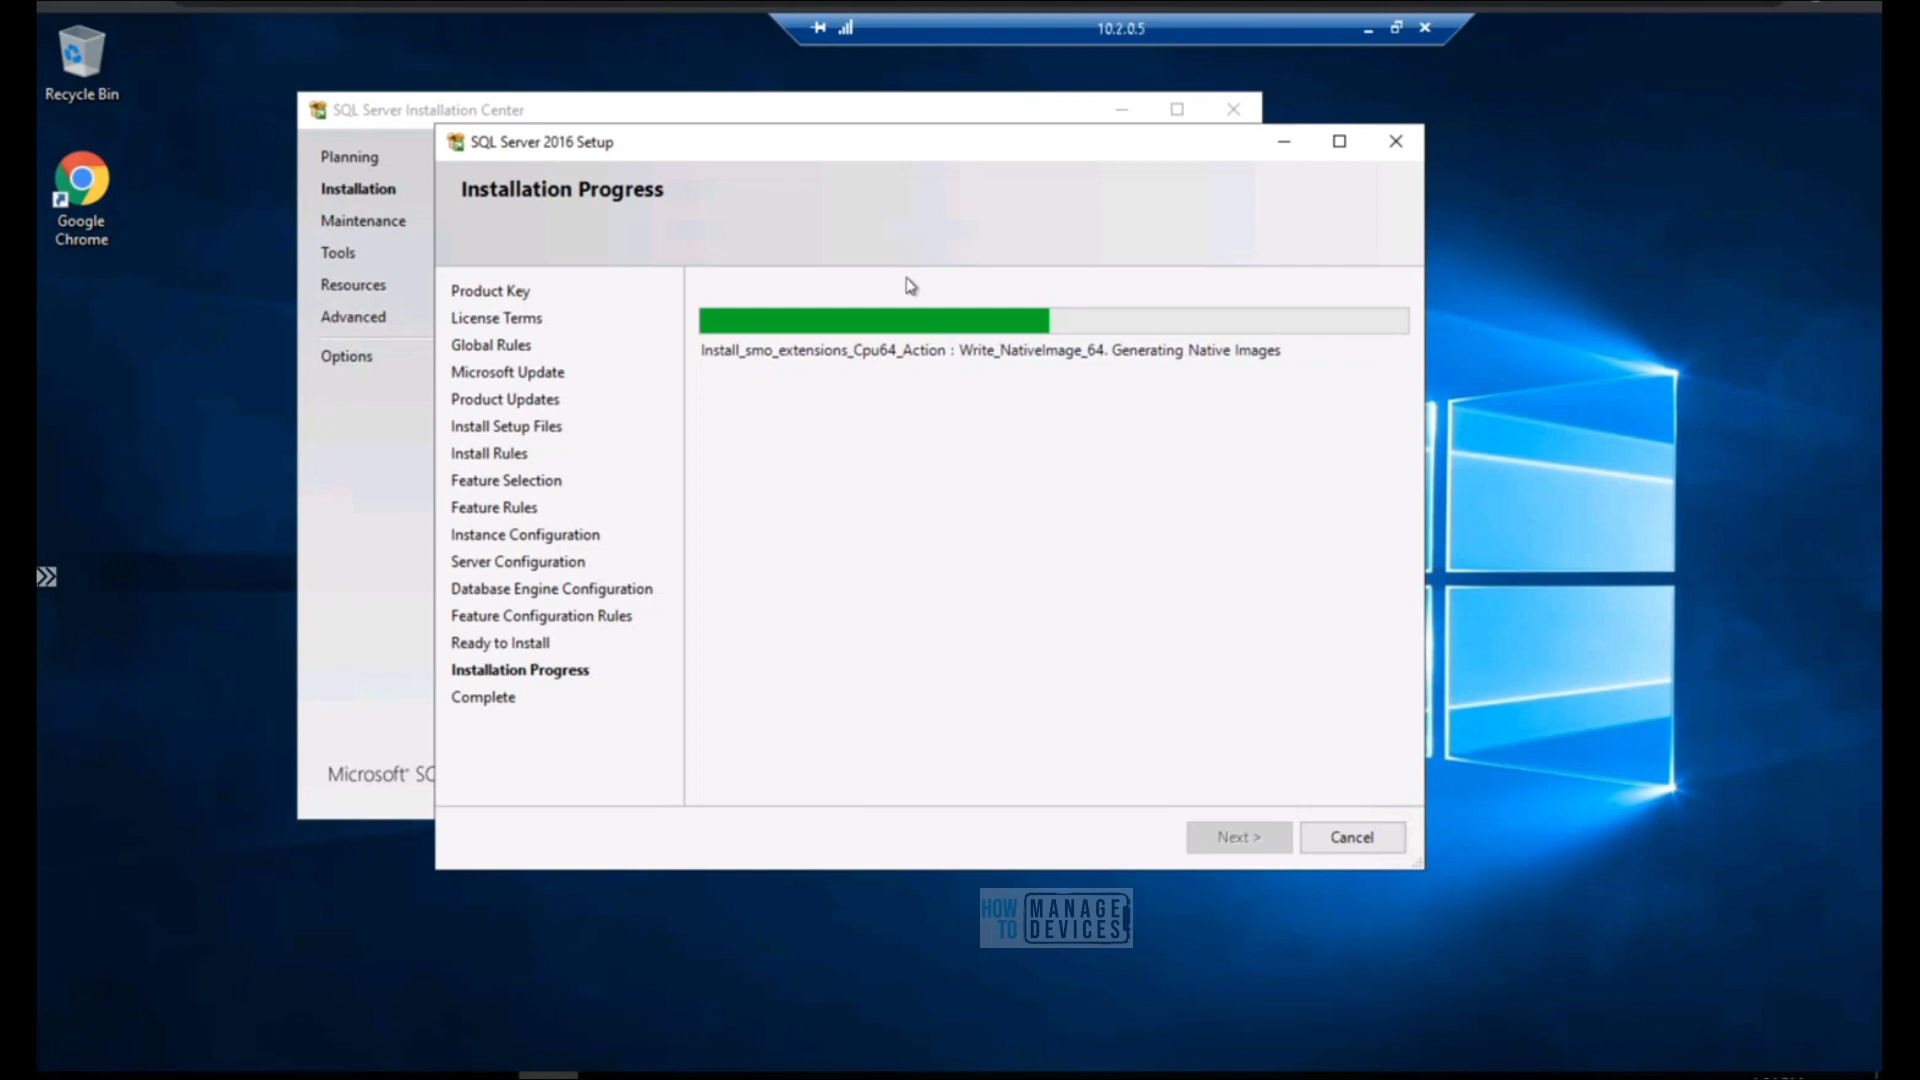 10.2.0.5
Recycle Bin
Google
Chrome
SQL Server Installation Center
Planning
Installation
Maintenance
Tools
Resources
Advanced
Options
Microsoft SQ
SQL Server 2016 Setup
Installation Progress
Product Key
License Terms
Global Rules
Microsoft Update
Product Updates
Install Setup Files
Install Rules
Feature Selection
Feature Rules
Instance Configuration
Server Configuration
Database Engine Configuration
Feature Configuration Rules
Ready to Install
Installation Progress
Complete
Install_smo_extensions_Cpu64_Action : Write_NativeImage_64. Generating Native Images
Next >
Cancel
HOW TO
MANAGE
DEVICES